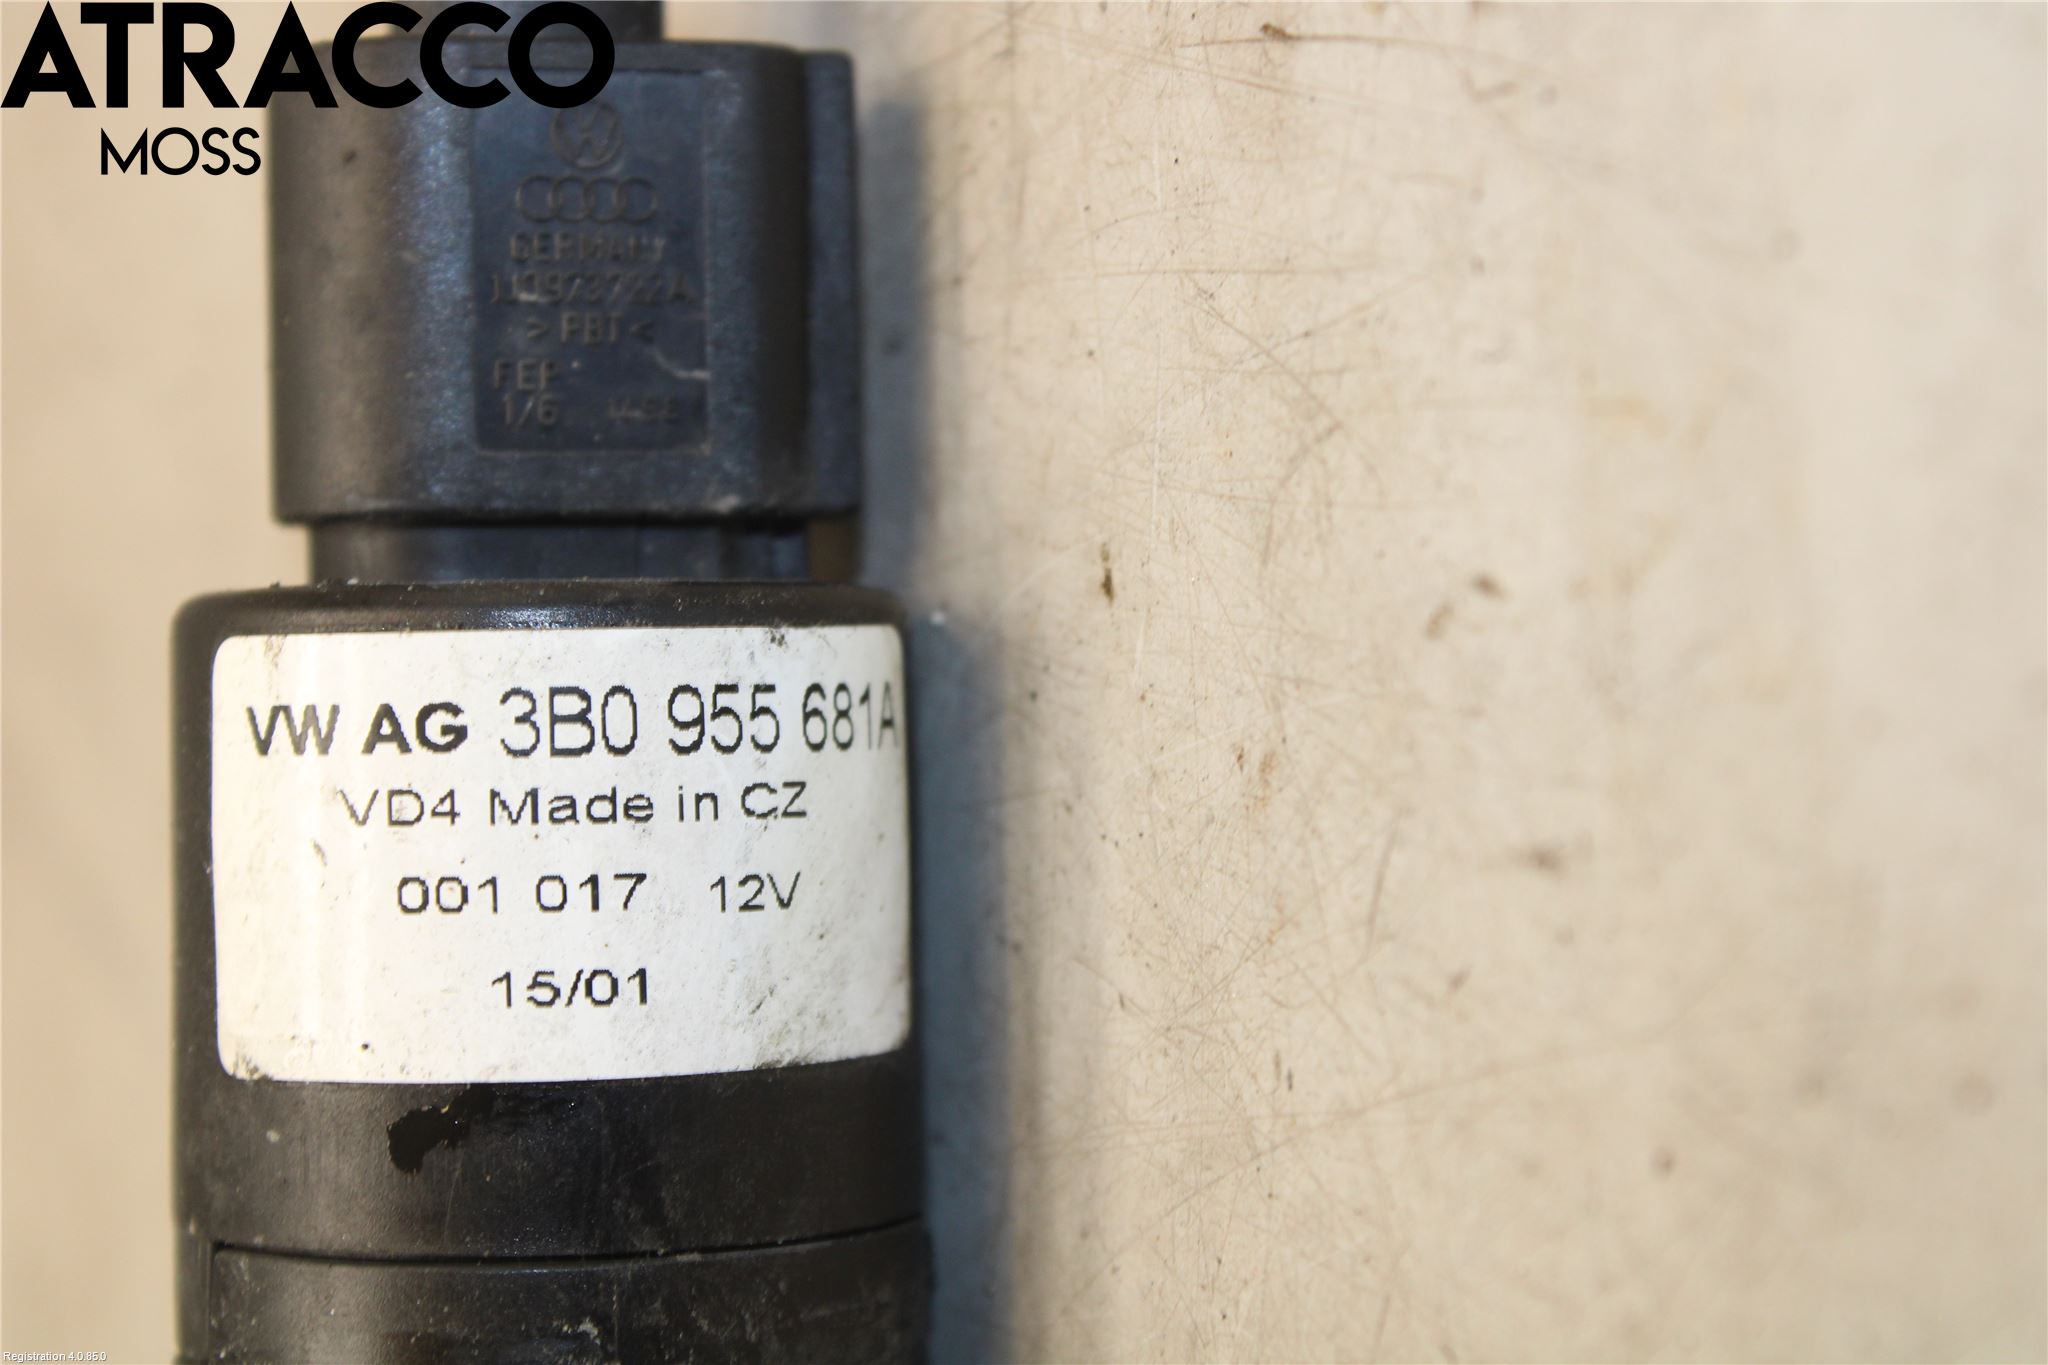 ATRACCO
MOSS
GERMANY
1J0973722A
> PBT <
FEP
1/6
VW AG 3B0 955 681A
VD4 Made in CZ
001 017 12V
15/01
Registration 4.0.85.0